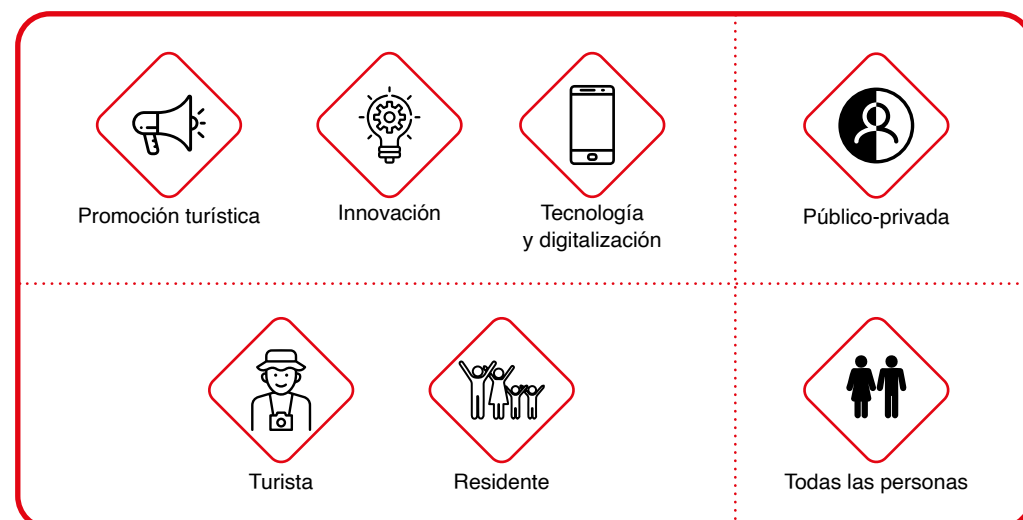 Promoción turística
Innovación
Tecnología
y digitalización
Público-privada
Turista
Residente
Todas las personas